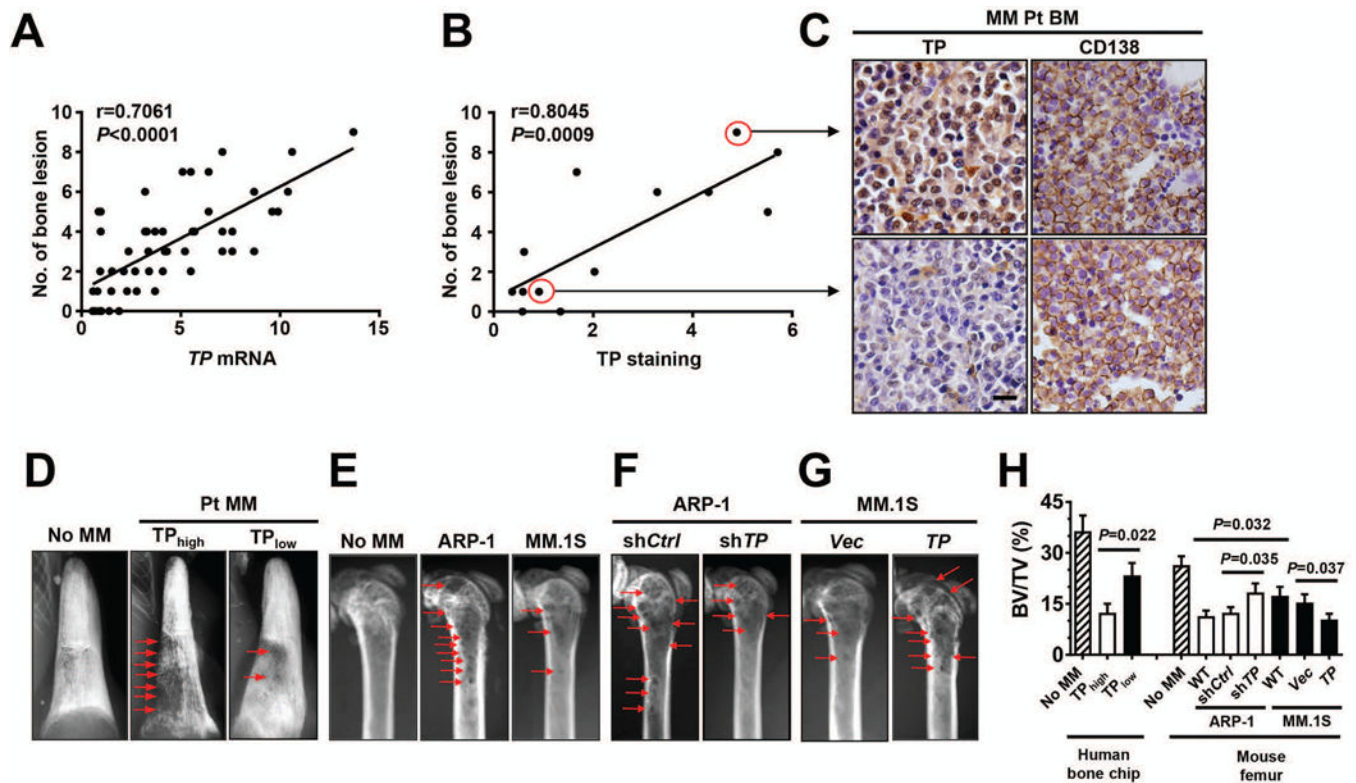 A
r=0.7061
P<0.0001
No. of bone lesion
10
8
6
4
2
0
0
5
10
15
TP mRNA
B
r=0.8045
P=0.0009
No. of bone lesion
10
8
6
4
2
0
0
2
4
6
TP staining
C
MM Pt BM
TP CD138
D
Pt MM
No MM TPhigh TPlow
E
No MM ARP-1 MM.1S
F
ARP-1
shCtrl shTP
G
MM.1S
Vec TP
H
BV/TV (%)
45
30
15
0
P=0.022
P=0.032
P=0.035
P=0.037
No MM
TPhigh
TPlow
No MM
WT
shCtrl
shTP
WT
Vec
TP
ARP-1 MM.1S
Human
bone chip
Mouse
femur